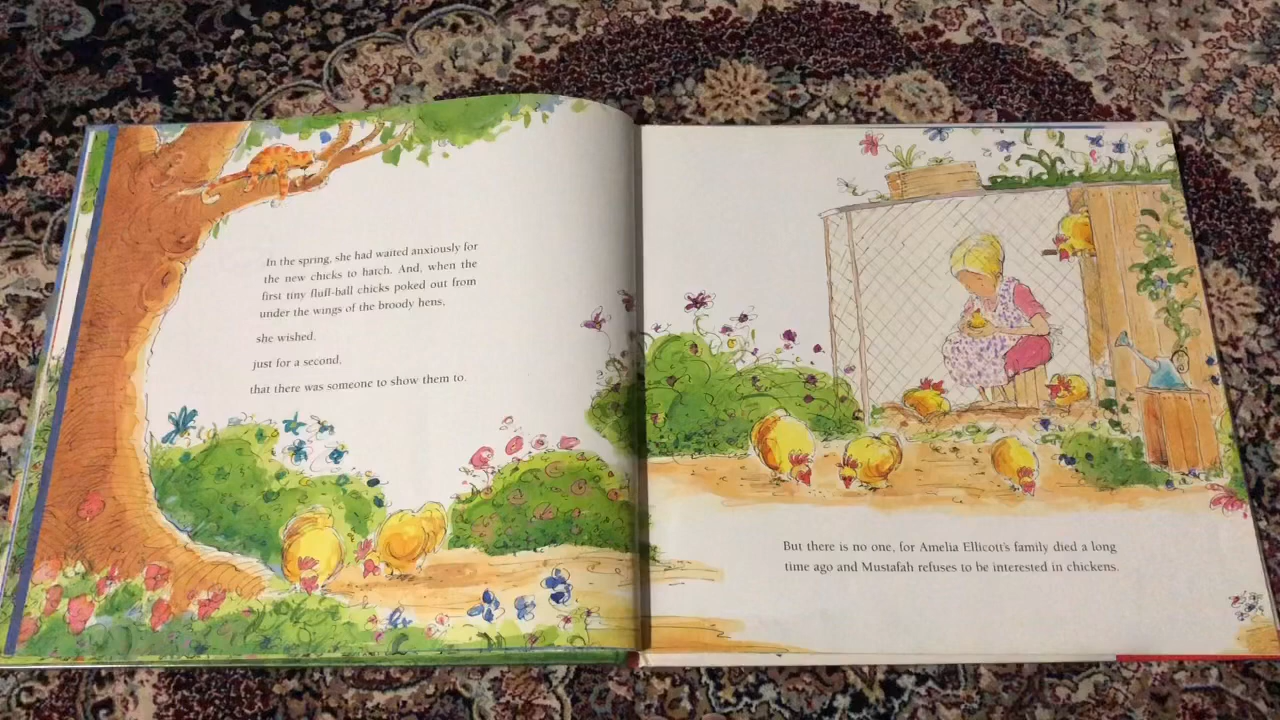 In the spring, she had waited anxiously for
the new chicks to hatch. And, when the
first tiny fluff-ball chicks poked out from
under the wings of the broody hens,
she wished,
just for a second,
that there was someone to show them to.
But there is no one, for Amelia Ellicott's family died a long
time ago and Mustafah refuses to be interested in chickens.